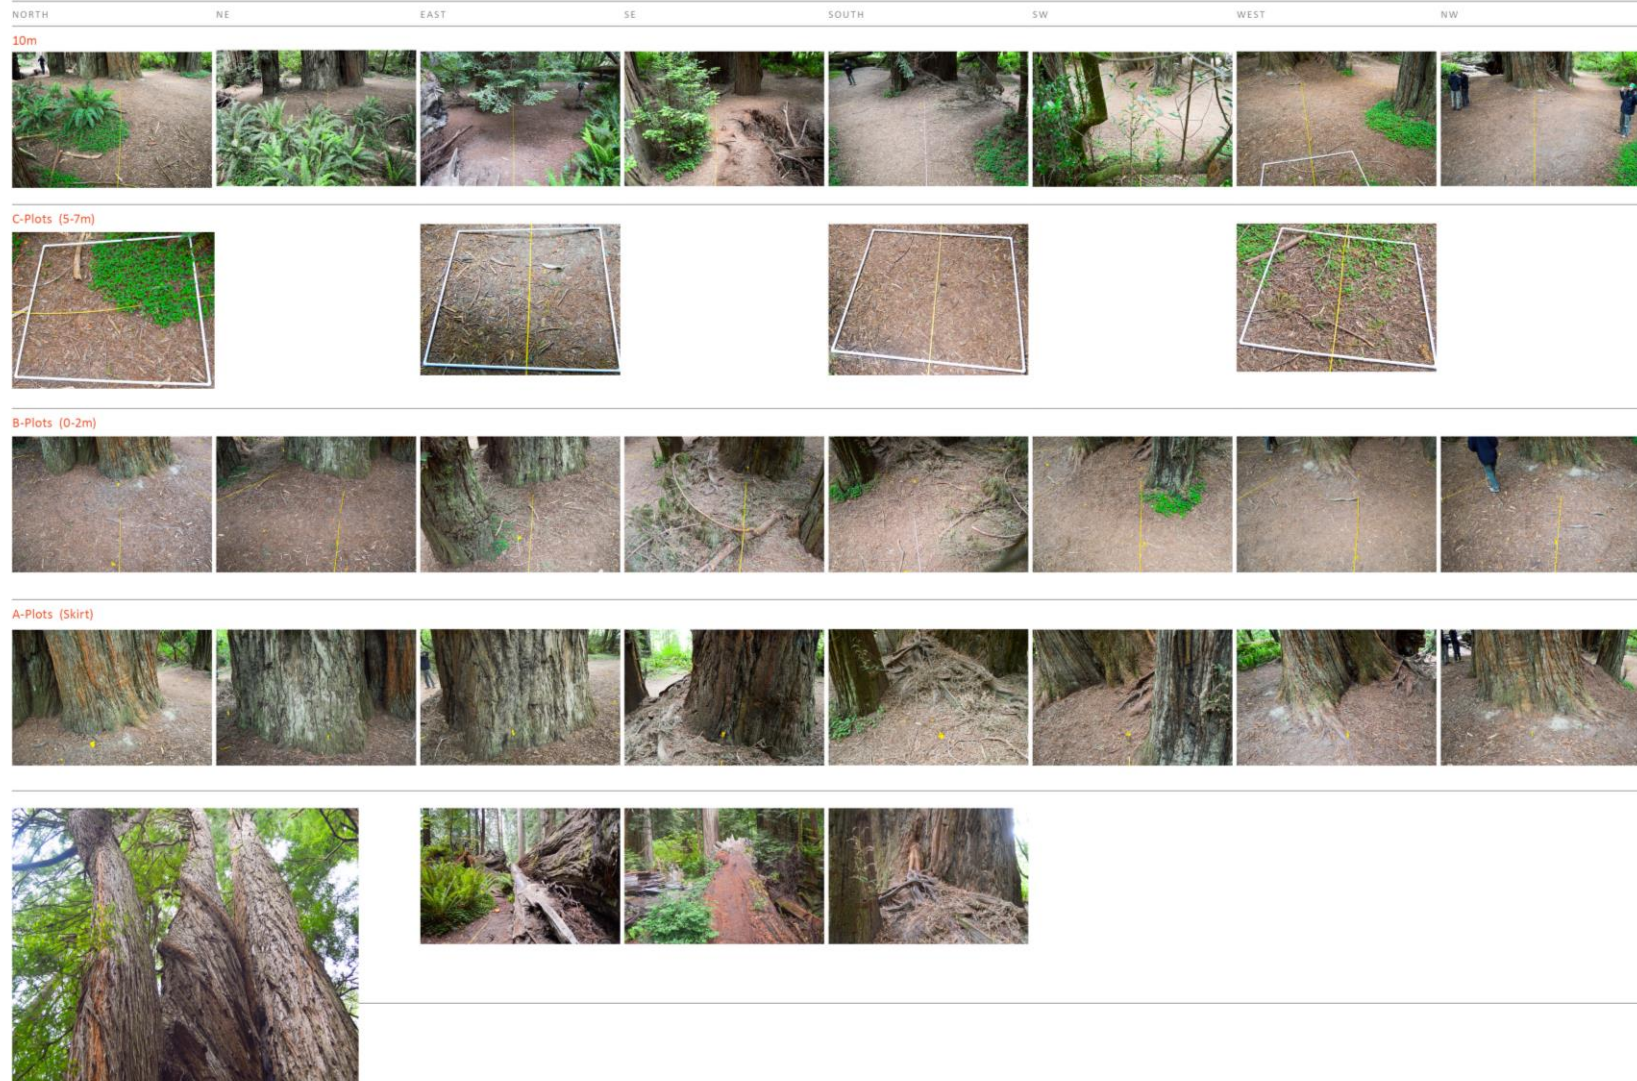 NORTH NE EAST SE SOUTH SW WEST NW
10m
C-Plots (5-7m)
B-Plots (0-2m)
A-Plots (Skirt)